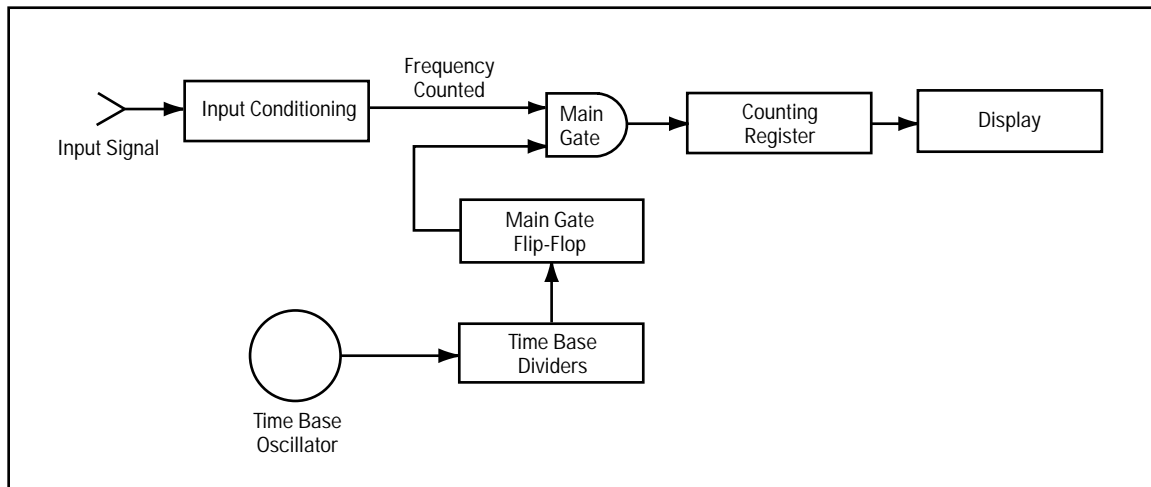 Frequency
Counted
Input Conditioning
Main
Gate
Counting
Register
Display
Input Signal
Main Gate
Flip-Flop
Time Base
Dividers
Time Base
Oscillator